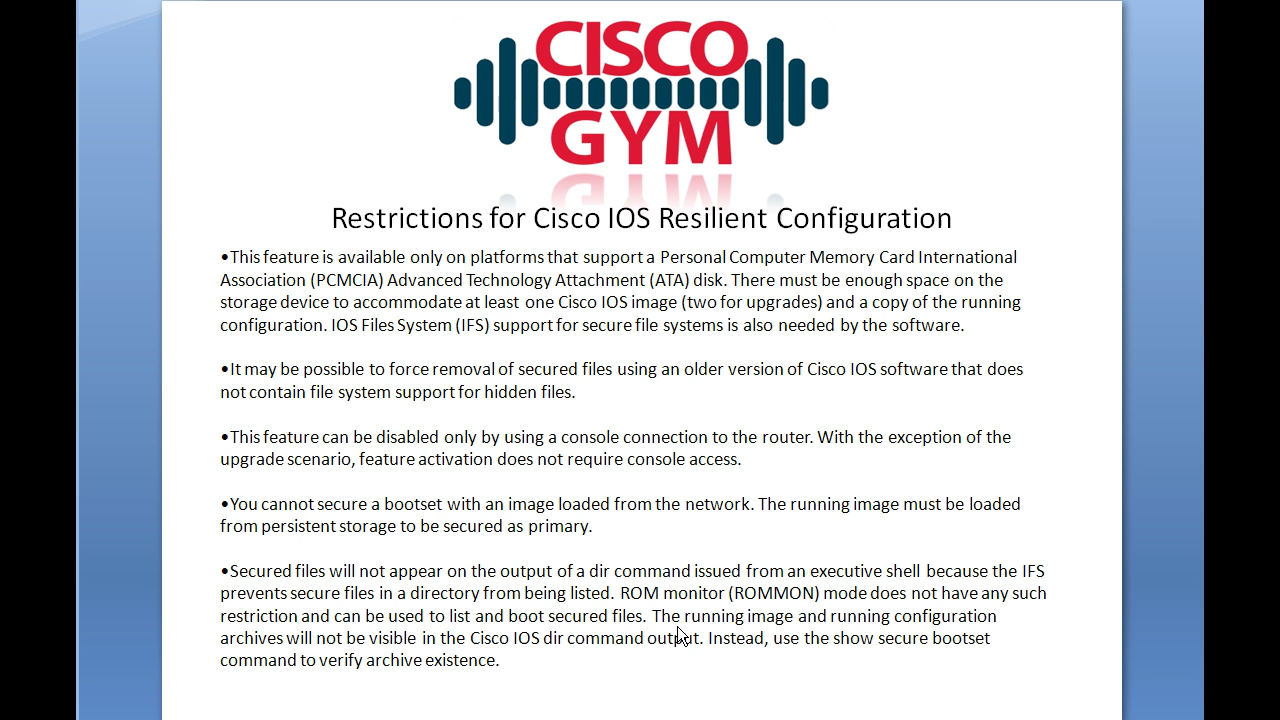 CISCO
GYM
Restrictions for Cisco IOS Resilient Configuration
•This feature is available only on platforms that support a Personal Computer Memory Card International
Association (PCMCIA) Advanced Technology Attachment (ATA) disk. There must be enough space on the
storage device to accommodate at least one Cisco IOS image (two for upgrades) and a copy of the running
configuration. IOS Files System (IFS) support for secure file systems is also needed by the software.
•It may be possible to force removal of secured files using an older version of Cisco IOS software that does
not contain file system support for hidden files.
•This feature can be disabled only by using a console connection to the router. With the exception of the
upgrade scenario, feature activation does not require console access.
•You cannot secure a bootset with an image loaded from the network. The running image must be loaded
from persistent storage to be secured as primary.
•Secured files will not appear on the output of a dir command issued from an executive shell because the IFS
prevents secure files in a directory from being listed. ROM monitor (ROMMON) mode does not have any such
restriction and can be used to list and boot secured files. The running image and running configuration
archives will not be visible in the Cisco IOS dir command output. Instead, use the show secure bootset
command to verify archive existence.